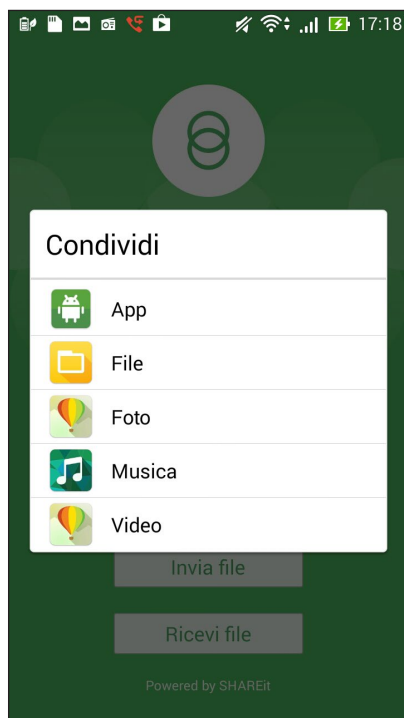 17:18
Condividi
App
File
Foto
Musica
Video
Invia file
Ricevi file
Powered by SHAREit